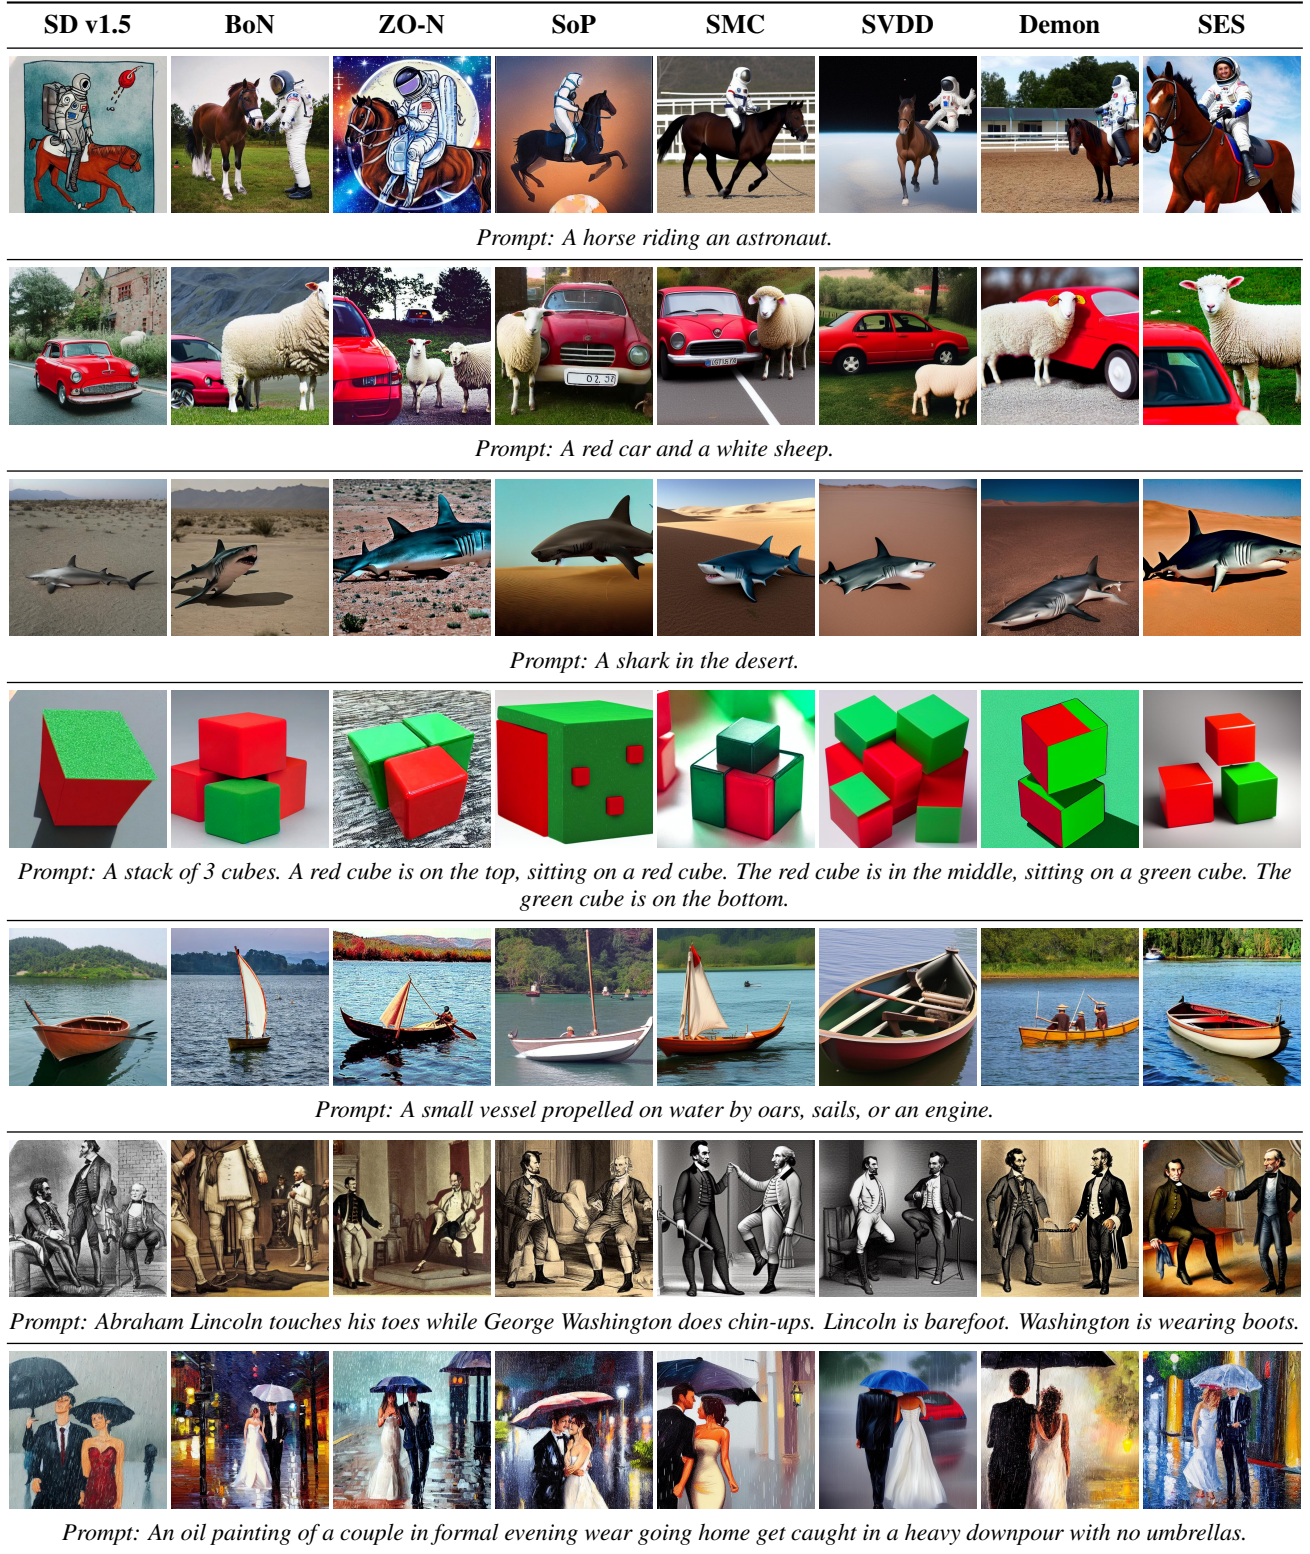 SD v1.5 BoN ZO-N SoP SMC SVDD Demon SES
Prompt: A horse riding an astronaut.
Prompt: A red car and a white sheep.
Prompt: A shark in the desert.
Prompt: A stack of 3 cubes. A red cube is on the top, sitting on a red cube. The red cube is in the middle, sitting on a green cube. The
green cube is on the bottom.
Prompt: A small vessel propelled on water by oars, sails, or an engine.
Prompt: Abraham Lincoln touches his toes while George Washington does chin-ups. Lincoln is barefoot. Washington is wearing boots.
Prompt: An oil painting of a couple in formal evening wear going home get caught in a heavy downpour with no umbrellas.